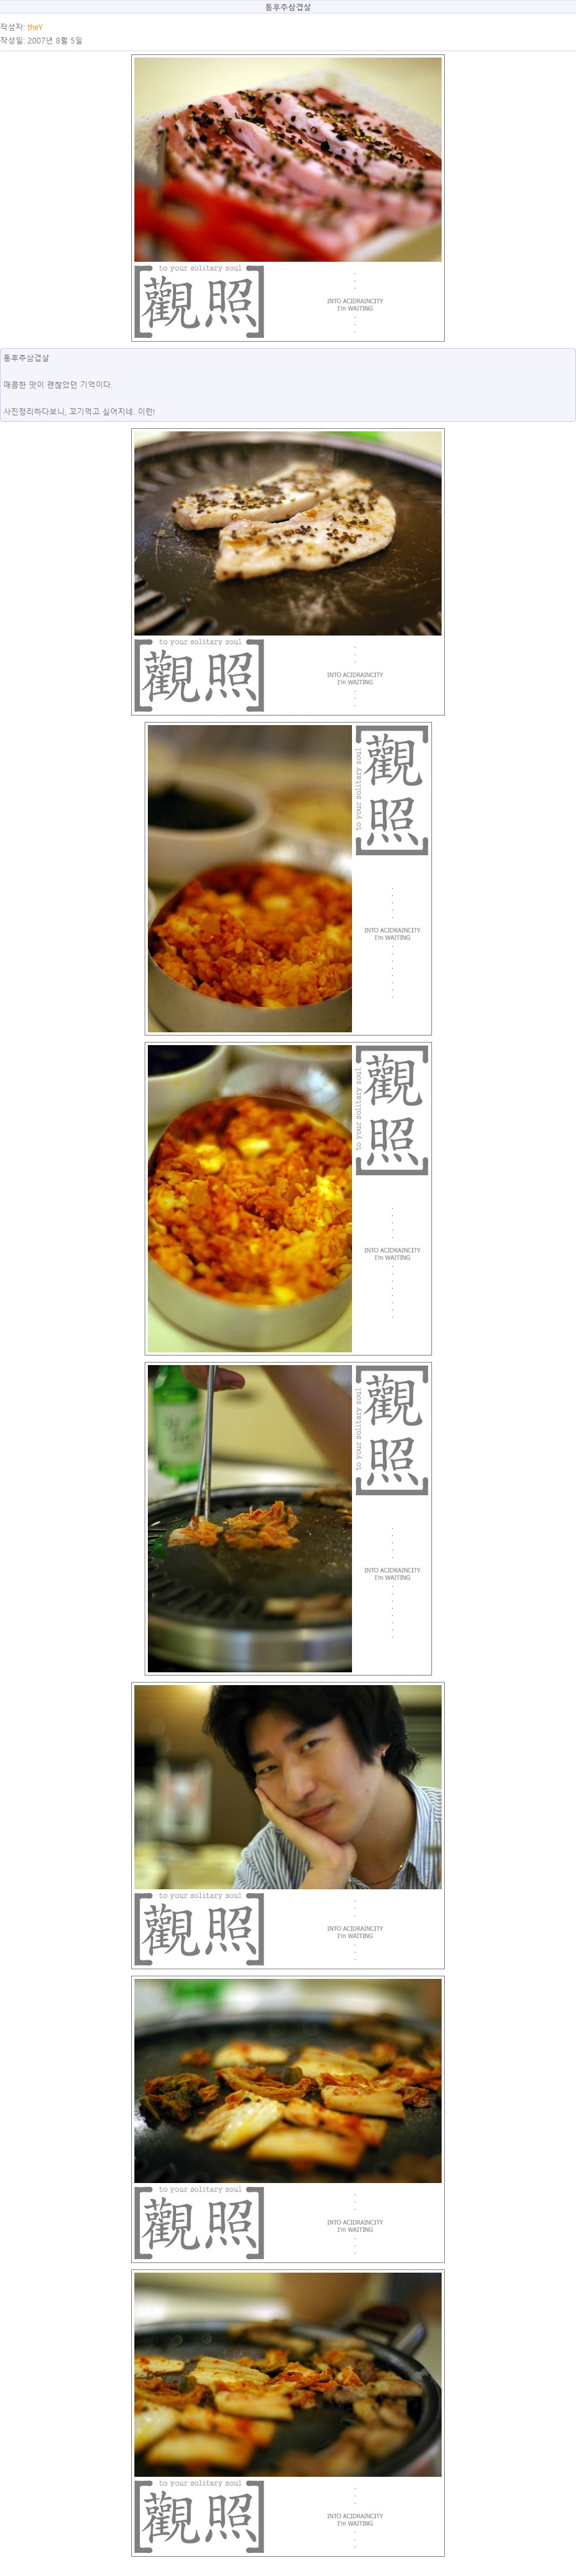 통후추삼겹살
작성자: theY
작성일: 2007년 8월 5일
to your solitary soul
觀照
INTO ACIDRAINCITY
I'm WAITING
통후추삼겹살
매콤한 맛이 괜찮았던 기억이다.
사진정리하다보니, 꼬기먹고 싶어지네. 이런!
to your solitary soul
觀照
INTO ACIDRAINCITY
I'm WAITING
to your solitary soul
觀照
INTO ACIDRAINCITY
I'm WAITING
to your solitary soul
觀照
INTO ACIDRAINCITY
I'm WAITING
to your solitary soul
觀照
INTO ACIDRAINCITY
I'm WAITING
to your solitary soul
觀照
INTO ACIDRAINCITY
I'm WAITING
to your solitary soul
觀照
INTO ACIDRAINCITY
I'm WAITING
to your solitary soul
觀照
INTO ACIDRAINCITY
I'm WAITING